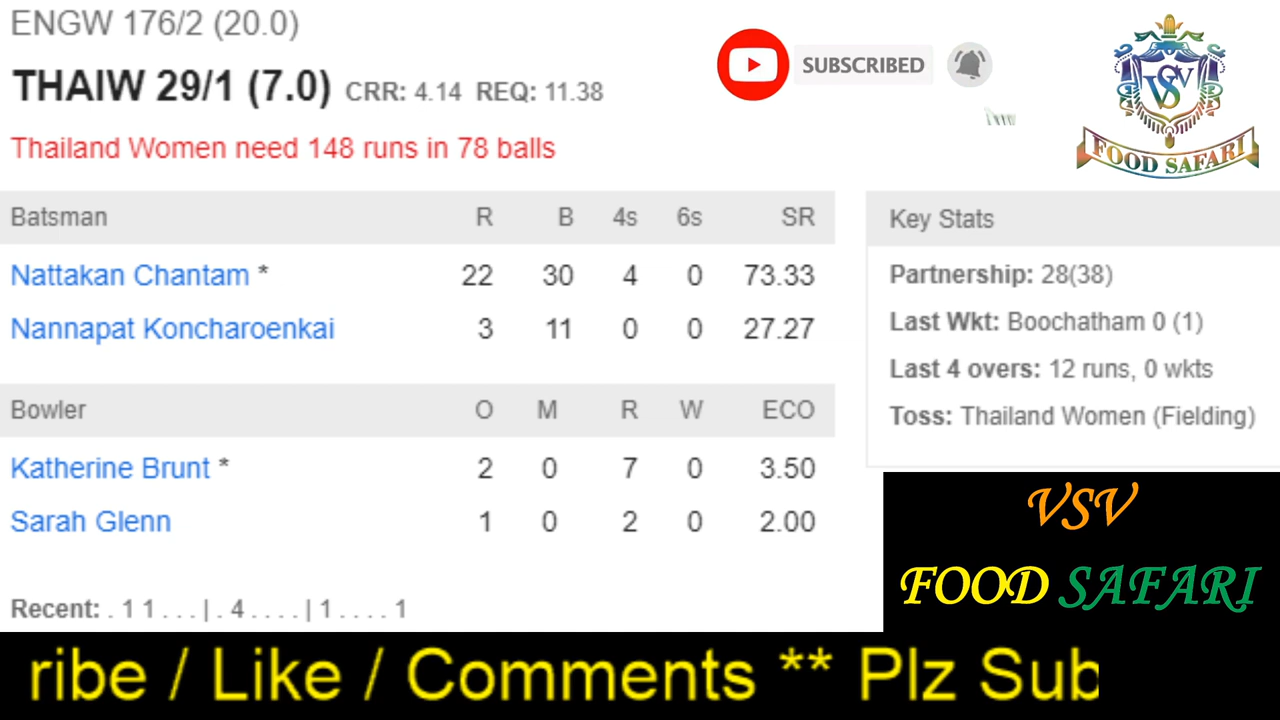 ENGW 176/2 (20.0)
THAIW 29/1 (7.0) CRR: 4.14 REQ: 11.38
Thailand Women need 148 runs in 78 balls
SUBSCRIBED
VSV
FOOD SAFARI
Batsman R B 4s 6s SR
Nattakan Chantam * 22 30 4 0 73.33
Nannapat Koncharoenkai 3 11 0 0 27.27
Bowler O M R W ECO
Katherine Brunt * 2 0 7 0 3.50
Sarah Glenn 1 0 2 0 2.00
Recent: . 1 1 . . . | . 4 . . . . | 1 . . . . 1
Key Stats
Partnership: 28(38)
Last Wkt: Boochatham 0 (1)
Last 4 overs: 12 runs, 0 wkts
Toss: Thailand Women (Fielding)
VSV
FOOD SAFARI
ribe / Like / Comments ** Plz Sub